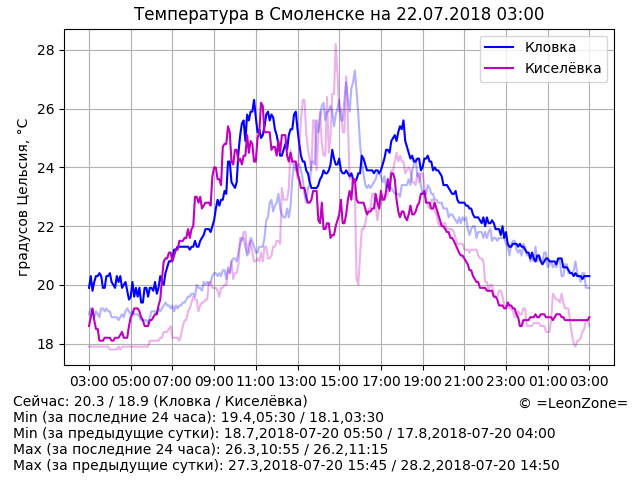 Температура в Смоленске на 22.07.2018 03:00
Кловка
Киселёвка
градусов Цельсия, °C
28
26
24
22
20
18
03:00 05:00 07:00 09:00 11:00 13:00 15:00 17:00 19:00 21:00 23:00 01:00 03:00
Сейчас: 20.3 / 18.9 (Кловка / Киселёвка)
© =LeonZone=
Min (за последние 24 часа): 19.4,05:30 / 18.1,03:30
Min (за предыдущие сутки): 18.7,2018-07-20 05:50 / 17.8,2018-07-20 04:00
Max (за последние 24 часа): 26.3,10:55 / 26.2,11:15
Max (за предыдущие сутки): 27.3,2018-07-20 15:45 / 28.2,2018-07-20 14:50